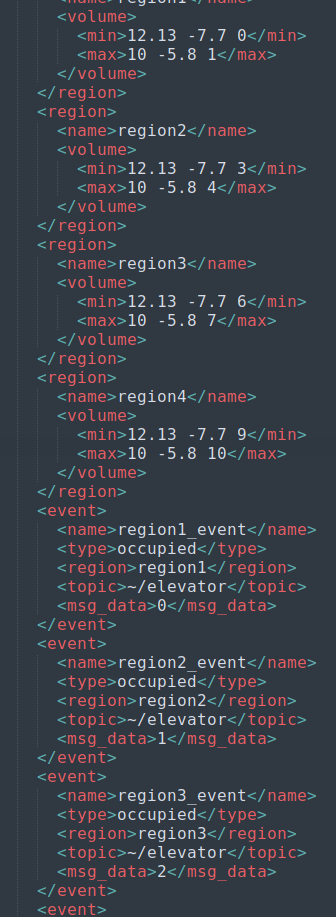 <name>region1</name>
<volume>
<min>12.13 -7.7 0</min>
<max>10 -5.8 1</max>
</volume>
</region>
<region>
<name>region2</name>
<volume>
<min>12.13 -7.7 3</min>
<max>10 -5.8 4</max>
</volume>
</region>
<region>
<name>region3</name>
<volume>
<min>12.13 -7.7 6</min>
<max>10 -5.8 7</max>
</volume>
</region>
<region>
<name>region4</name>
<volume>
<min>12.13 -7.7 9</min>
<max>10 -5.8 10</max>
</volume>
</region>
<event>
<name>region1_event</name>
<type>occupied</type>
<region>region1</region>
<topic>~/elevator</topic>
<msg_data>0</msg_data>
</event>
<event>
<name>region2_event</name>
<type>occupied</type>
<region>region2</region>
<topic>~/elevator</topic>
<msg_data>1</msg_data>
</event>
<event>
<name>region3_event</name>
<type>occupied</type>
<region>region3</region>
<topic>~/elevator</topic>
<msg_data>2</msg_data>
</event>
<event>